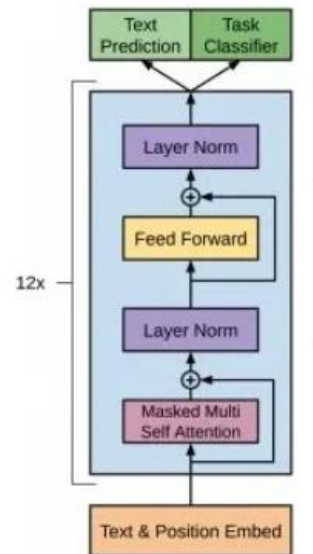 Text
Prediction
Task
Classifier
Layer Norm
Feed Forward
12x
Layer Norm
Masked Multi
Self Attention
Text & Position Embed